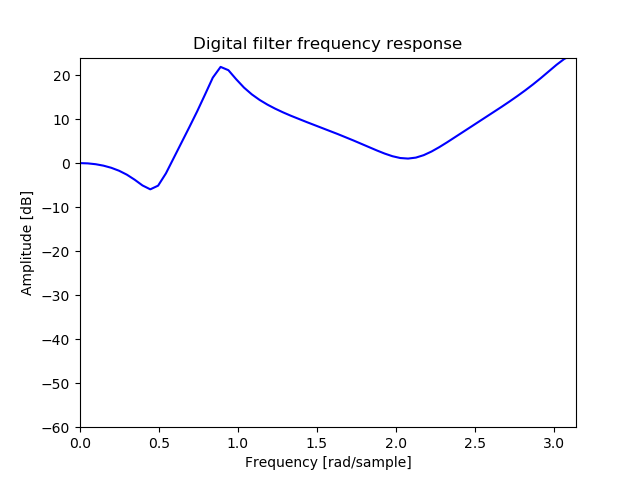 Digital filter frequency response
20
10
0
−10
−20
−30
−40
−50
−60
Amplitude [dB]
0.0 0.5 1.0 1.5 2.0 2.5 3.0
Frequency [rad/sample]